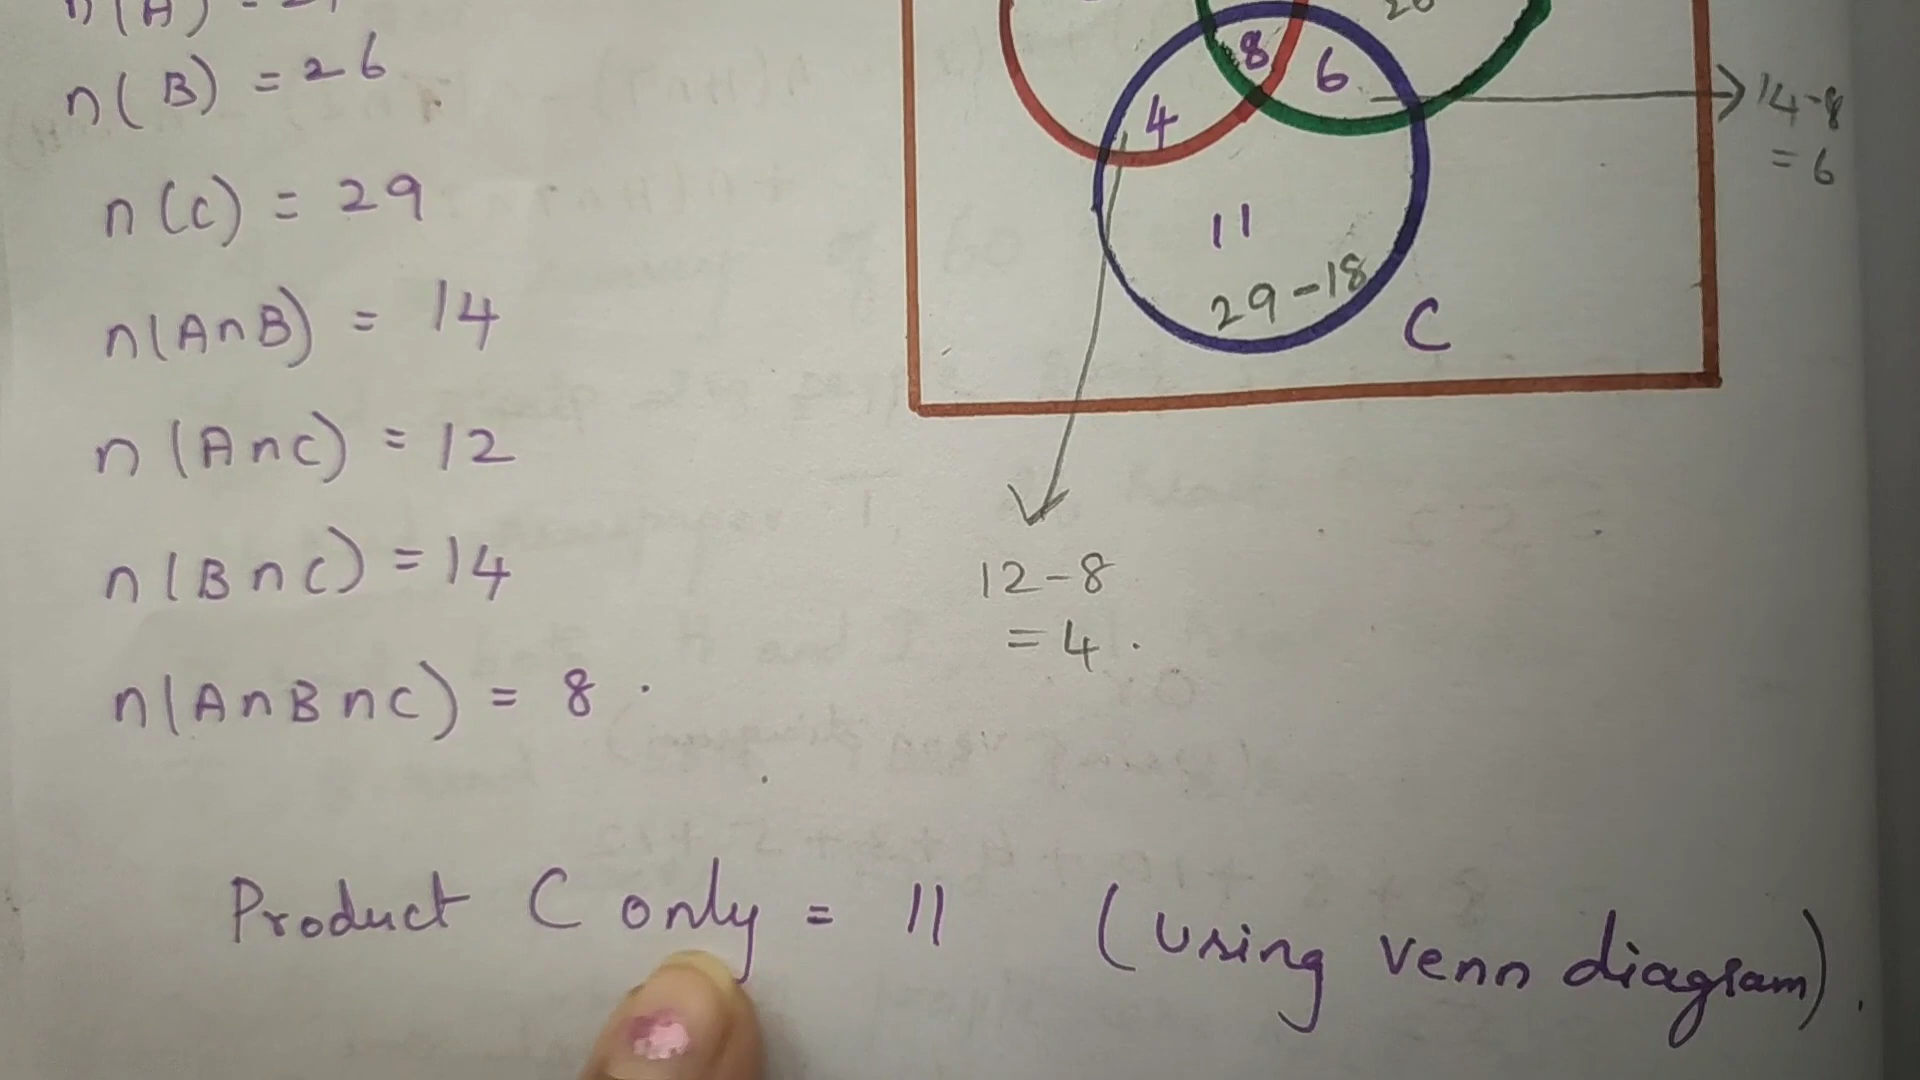 n(B) = 26
n(C) = 29
n(A∩B) = 14
n(A∩C) = 12
n(B∩C) = 14
n(A∩B∩C) = 8.
8
6
4
11
29-18
C
14-8
= 6
12-8
= 4.
Product C only = 11 (using venn diagram).